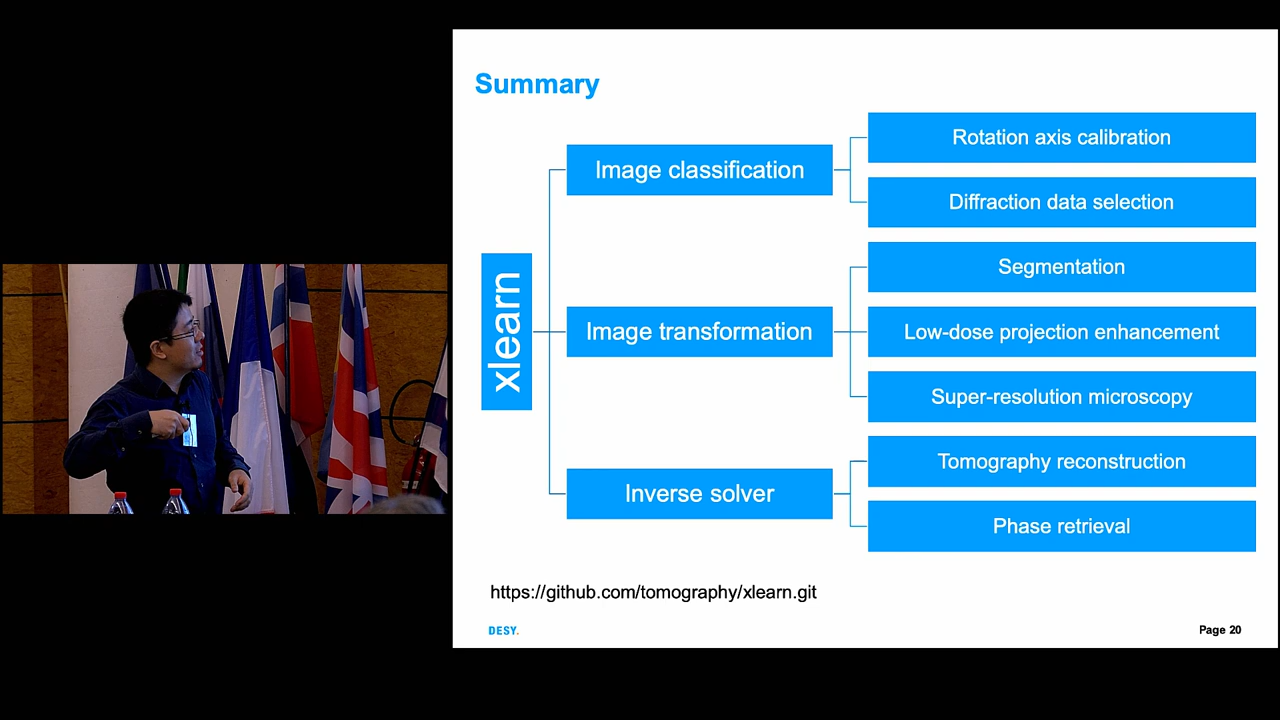 Summary
xlearn
Image classification
Rotation axis calibration
Diffraction data selection
Image transformation
Segmentation
Low-dose projection enhancement
Super-resolution microscopy
Inverse solver
Tomography reconstruction
Phase retrieval
https://github.com/tomography/xlearn.git
DESY.
Page 20